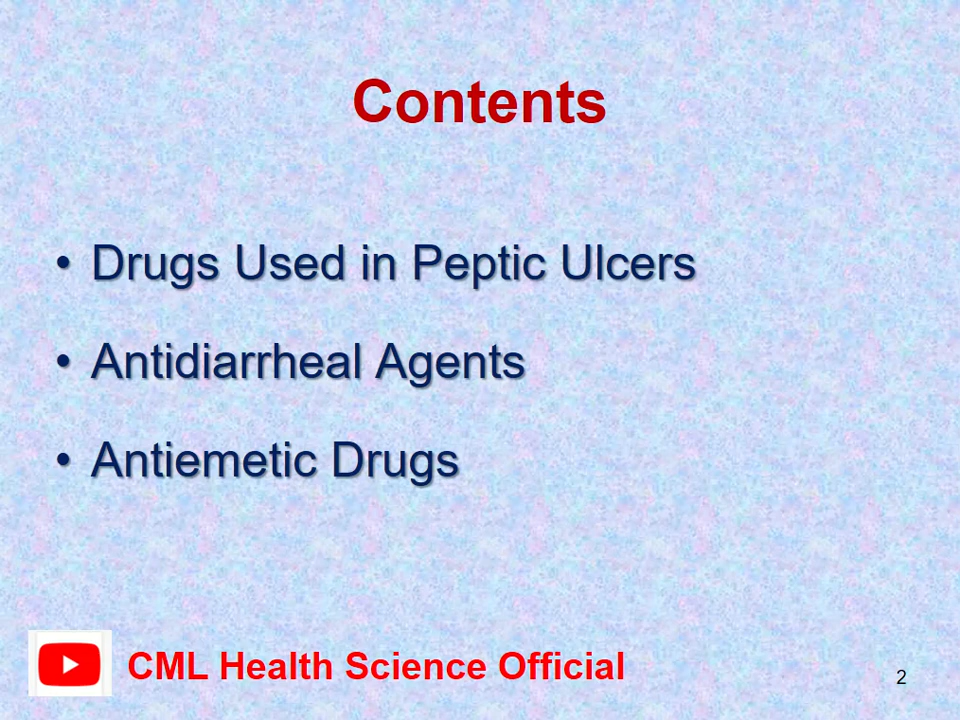 Contents
• Drugs Used in Peptic Ulcers
• Antidiarrheal Agents
• Antiemetic Drugs
CML Health Science Official
2